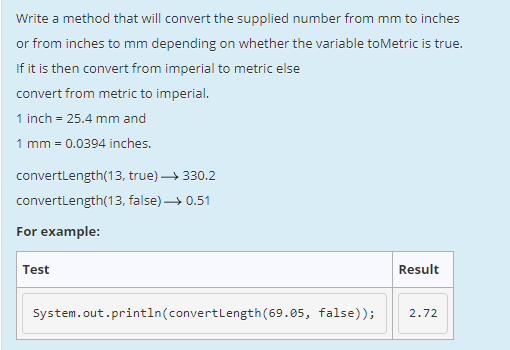 Write a method that will convert the supplied number from mm to inches
or from inches to mm depending on whether the variable toMetric is true.
If it is then convert from imperial to metric else
convert from metric to imperial.
1 inch = 25.4 mm and
1 mm = 0.0394 inches.
convertLength(13, true) → 330.2
convertLength(13, false) → 0.51
For example:
Test Result
System.out.println(convertLength(69.05, false)); 2.72